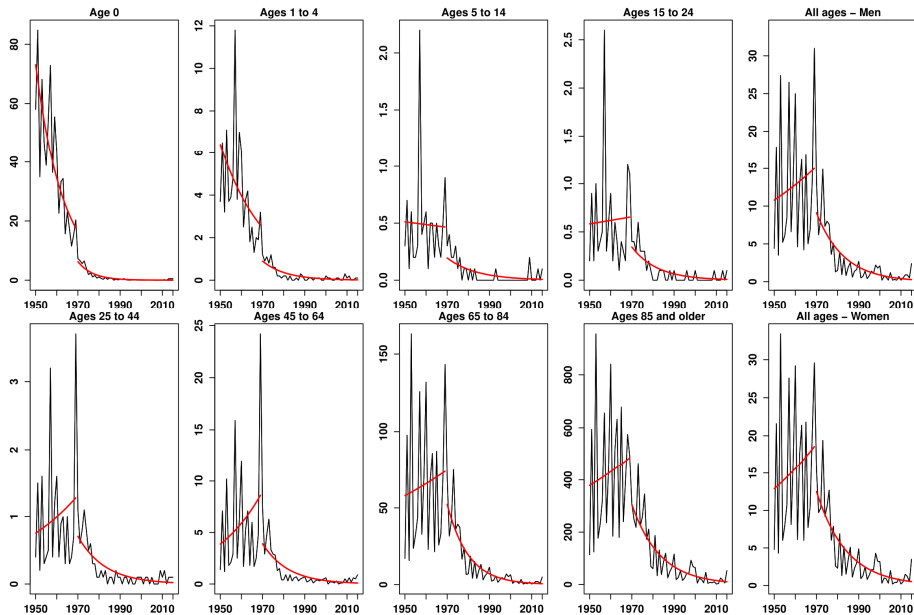 Age 0
Ages 1 to 4
Ages 5 to 14
Ages 15 to 24
All ages − Men
80
60
40
20
0
12
10
8
6
4
2
0
2.0
1.5
1.0
0.5
0.0
2.5
2.0
1.5
1.0
0.5
0.0
30
25
20
15
10
5
0
1950 1970 1990 2010
1950 1970 1990 2010
1950 1970 1990 2010
1950 1970 1990 2010
1950 1970 1990 2010
Ages 25 to 44
Ages 45 to 64
Ages 65 to 84
Ages 85 and older
All ages − Women
3
2
1
0
25
20
15
10
5
0
150
100
50
0
800
600
400
200
0
35
30
25
20
15
10
5
0
1950 1970 1990 2010
1950 1970 1990 2010
1950 1970 1990 2010
1950 1970 1990 2010
1950 1970 1990 2010